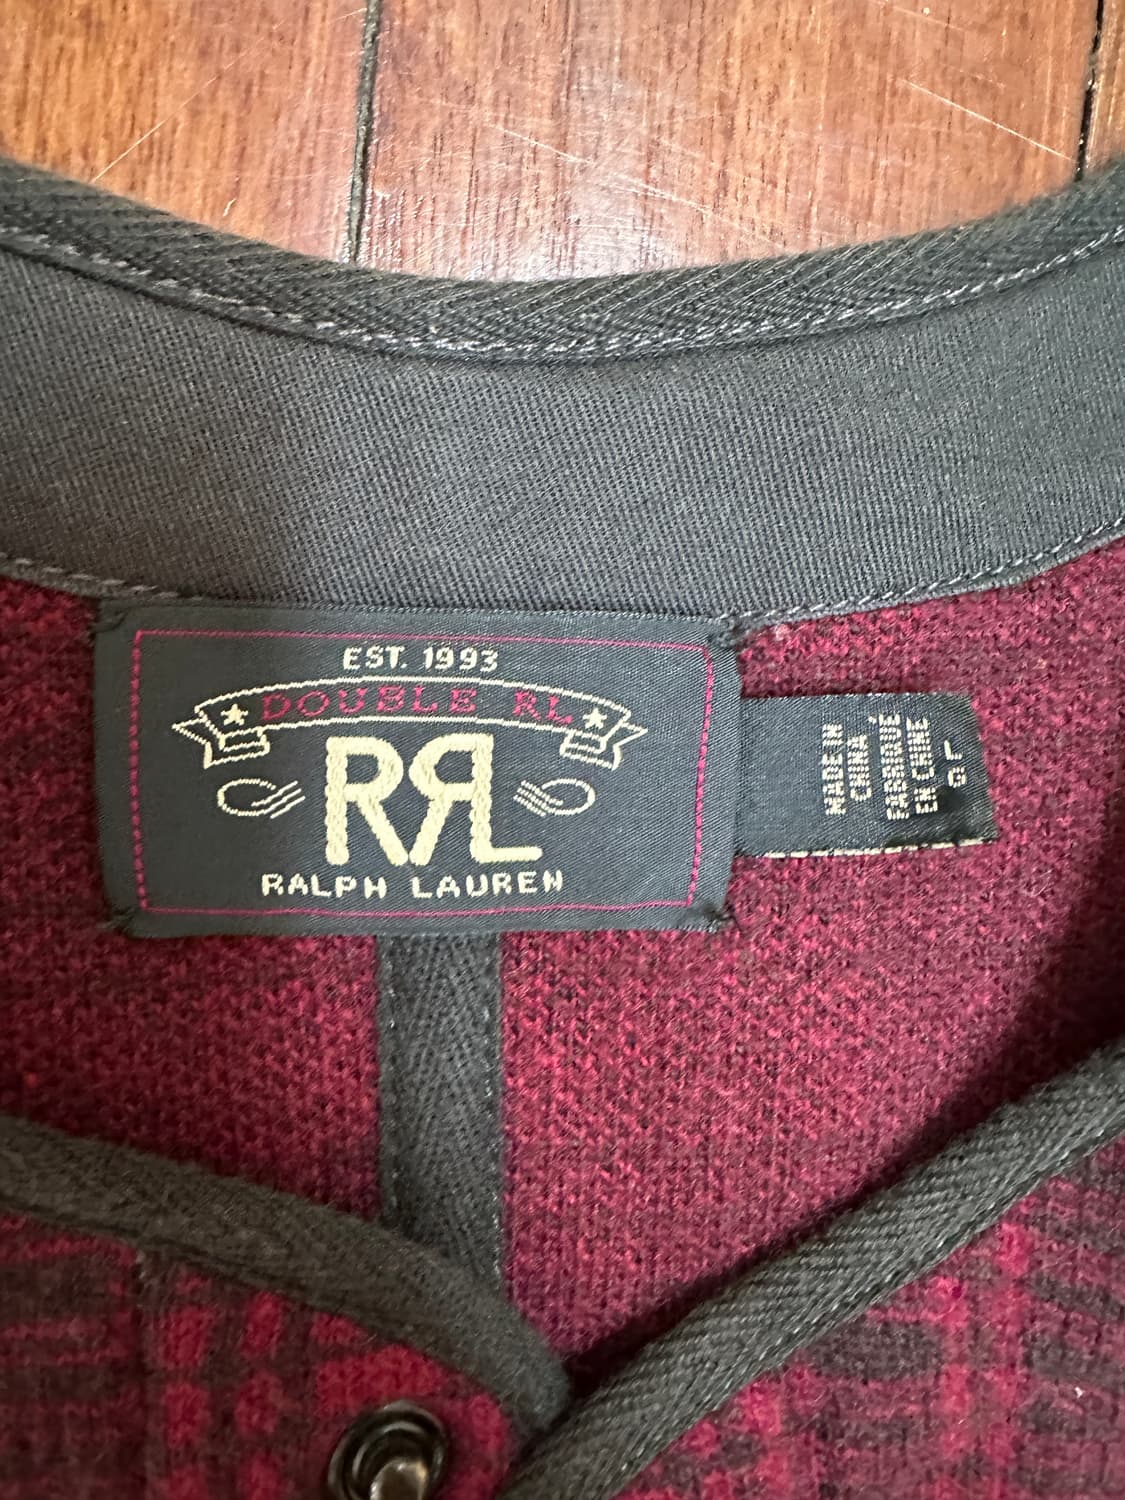 EST. 1993
DOUBLE RL
RRL
RALPH LAUREN
MADE IN
CHINA
FABRIQUÉ
EN CHINE